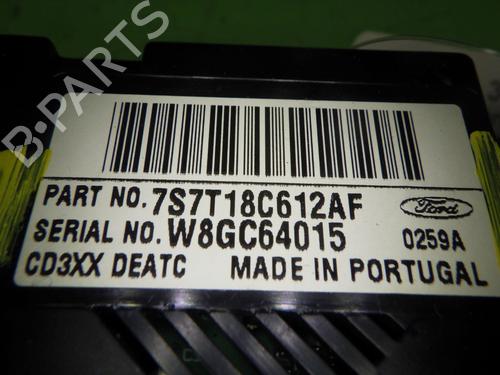 B-PARTS
PART NO. 7S7T18C612AF
Ford
SERIAL NO. W8GC64015
0259A
CD3XX DEATC
MADE IN PORTUGAL